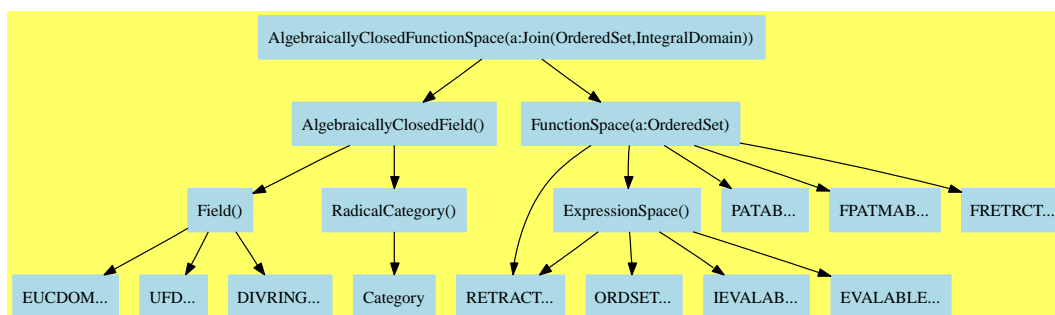 AlgebraicallyClosedFunctionSpace(a:Join(OrderedSet,IntegralDomain))
AlgebraicallyClosedField()
FunctionSpace(a:OrderedSet)
Field()
RadicalCategory()
ExpressionSpace()
PATAB...
FPATMAB...
FRETRCT...
EUCDOM...
UFD...
DIVRING...
Category
RETRACT...
ORDSET...
IEVALAB...
EVALABLE...